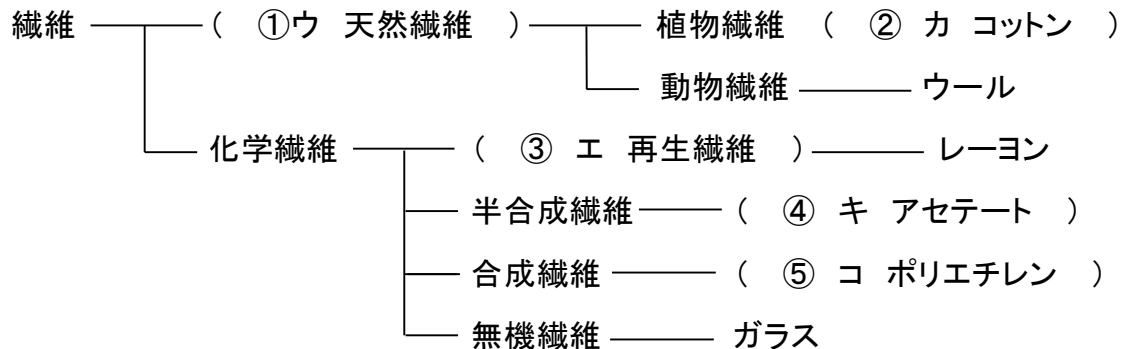 繊維 ( ①ウ 天然繊維 ) 植物繊維 ( ② カ コットン )
動物繊維 ウール
化学繊維 ( ③ エ 再生繊維 ) レーヨン
半合成繊維 ( ④ キ アセテート )
合成繊維 ( ⑤ コ ポリエチレン )
無機繊維 ガラス